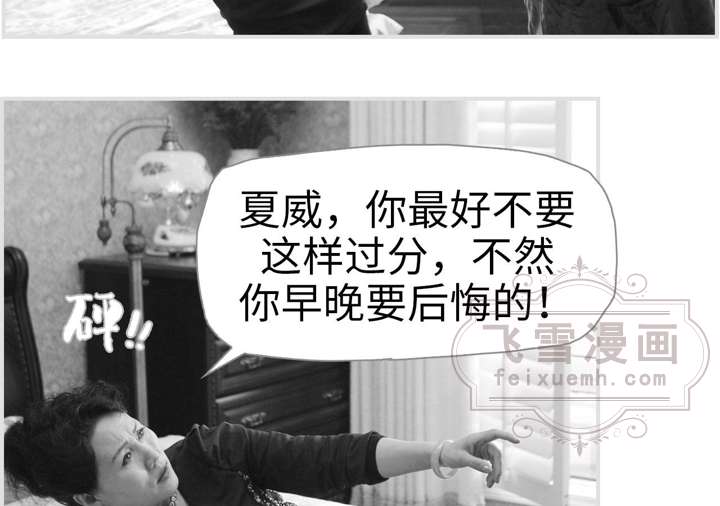 夏威，你最好不要
这样过分，不然
你早晚要后悔的！
砰!!
飞雪漫画
feixuemh.com